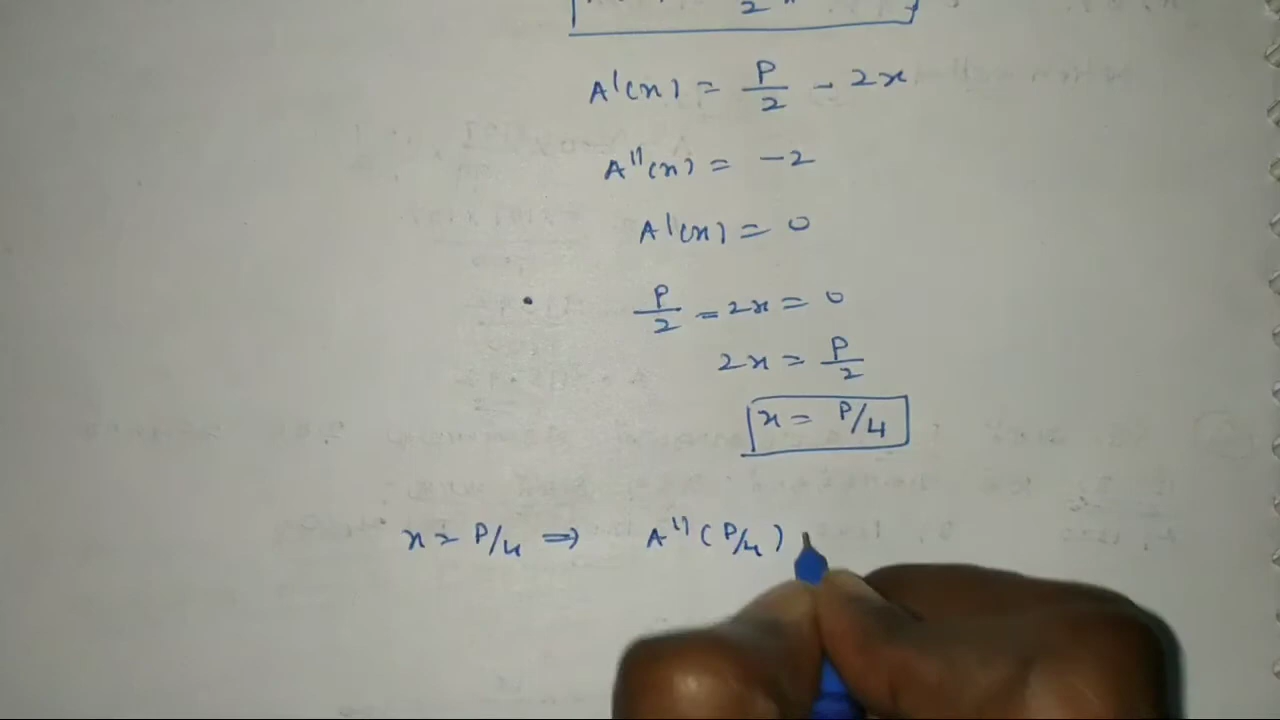 A'(x) = P/2 - 2x
A''(x) = -2
A'(x) = 0
P/2 - 2x = 0
2x = P/2
x = P/4
x = P/4 ⇒ A''(P/4)